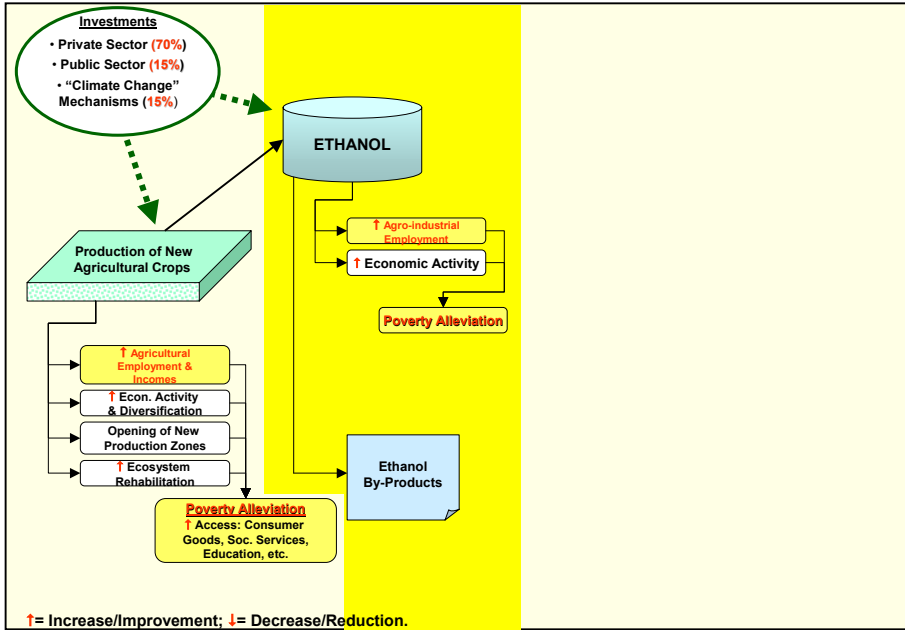 Investments
• Private Sector (70%)
• Public Sector (15%)
• “Climate Change”
Mechanisms (15%)
ETHANOL
↑ Agro-industrial
Employment
↑ Economic Activity
Poverty Alleviation
Production of New
Agricultural Crops
↑ Agricultural
Employment &
Incomes
↑ Econ. Activity
& Diversification
Opening of New
Production Zones
↑ Ecosystem
Rehabilitation
Poverty Alleviation
↑ Access: Consumer
Goods, Soc. Services,
Education, etc.
Ethanol
By-Products
↑= Increase/Improvement; ↓= Decrease/Reduction.